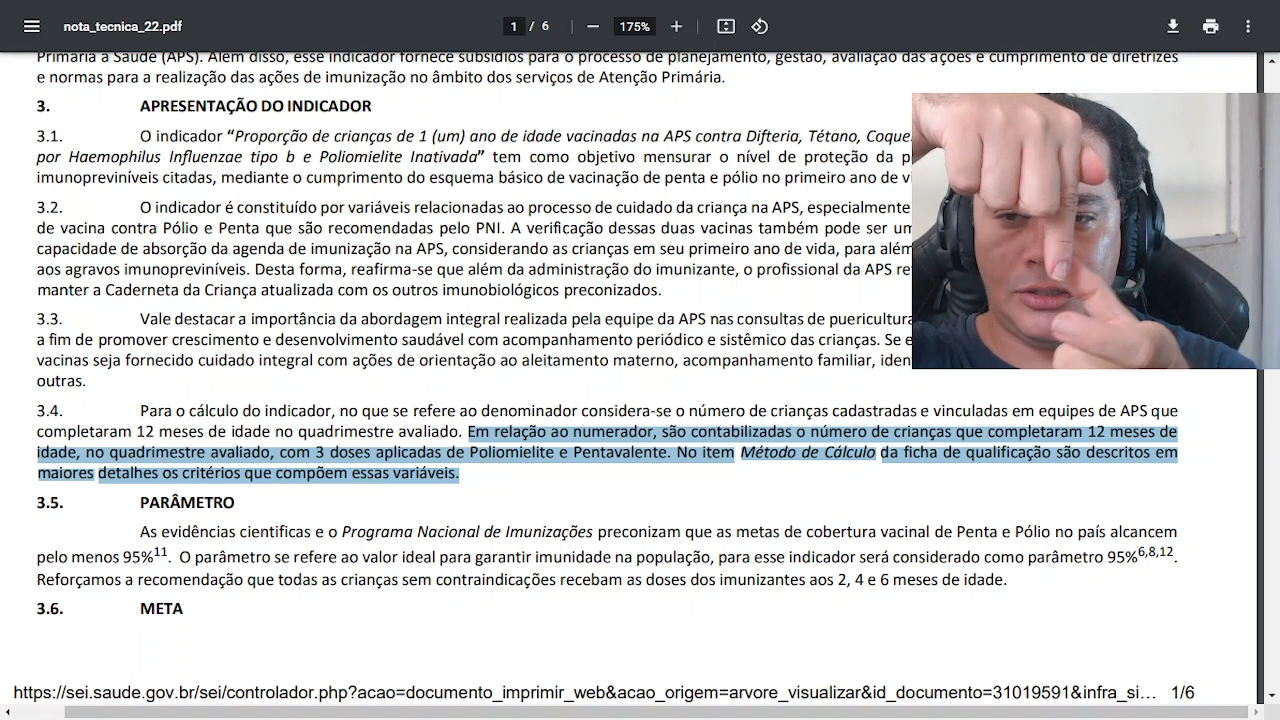 nota_tecnica_22.pdf
1 / 6
175%
Primária à Saúde (APS). Além disso, esse indicador fornece subsídios para o processo de planejamento, gestão, avaliação das ações e cumprimento de diretrizes
e normas para a realização das ações de imunização no âmbito dos serviços de Atenção Primária.
3. APRESENTAÇÃO DO INDICADOR
3.1. O indicador “Proporção de crianças de 1 (um) ano de idade vacinadas na APS contra Difteria, Tétano,
por Haemophilus Influenzae tipo b e Poliomielite Inativada” tem como objetivo mensurar o nível de proteção da
imunopreviníveis citadas, mediante o cumprimento do esquema básico de vacinação de penta e pólio no primeiro ano de
3.2. O indicador é constituído por variáveis relacionadas ao processo de cuidado da criança na APS, especialmente
de vacina contra Pólio e Penta que são recomendadas pelo PNI. A verificação dessas duas vacinas também pode ser
capacidade de absorção da agenda de imunização na APS, considerando as crianças em seu primeiro ano de vida, para além
aos agravos imunopreviníveis. Desta forma, reafirma-se que além da administração do imunizante, o profissional da APS
manter a Caderneta da Criança atualizada com os outros imunobiológicos preconizados.
3.3. Vale destacar a importância da abordagem integral realizada pela equipe da APS nas consultas de puericultura
a fim de promover crescimento e desenvolvimento saudável com acompanhamento periódico e sistêmico das crianças. Se
vacinas seja fornecido cuidado integral com ações de orientação ao aleitamento materno, acompanhamento familiar,
outras.
3.4. Para o cálculo do indicador, no que se refere ao denominador considera-se o número de crianças cadastradas e vinculadas em equipes de APS que
completaram 12 meses de idade no quadrimestre avaliado. Em relação ao numerador, são contabilizadas o número de crianças que completaram 12 meses de
idade, no quadrimestre avaliado, com 3 doses aplicadas de Poliomielite e Pentavalente. No item Método de Cálculo da ficha de qualificação são descritos em
maiores detalhes os critérios que compõem essas variáveis.
3.5. PARÂMETRO
As evidências cientificas e o Programa Nacional de Imunizações preconizam que as metas de cobertura vacinal de Penta e Pólio no país alcancem
pelo menos 95%11. O parâmetro se refere ao valor ideal para garantir imunidade na população, para esse indicador será considerado como parâmetro 95%6,8,12.
Reforçamos a recomendação que todas as crianças sem contraindicações recebam as doses dos imunizantes aos 2, 4 e 6 meses de idade.
3.6. META
https://sei.saude.gov.br/sei/controlador.php?acao=documento_imprimir_web&acao_origem=arvore_visualizar&id_documento=31019591&infra_si… 1/6